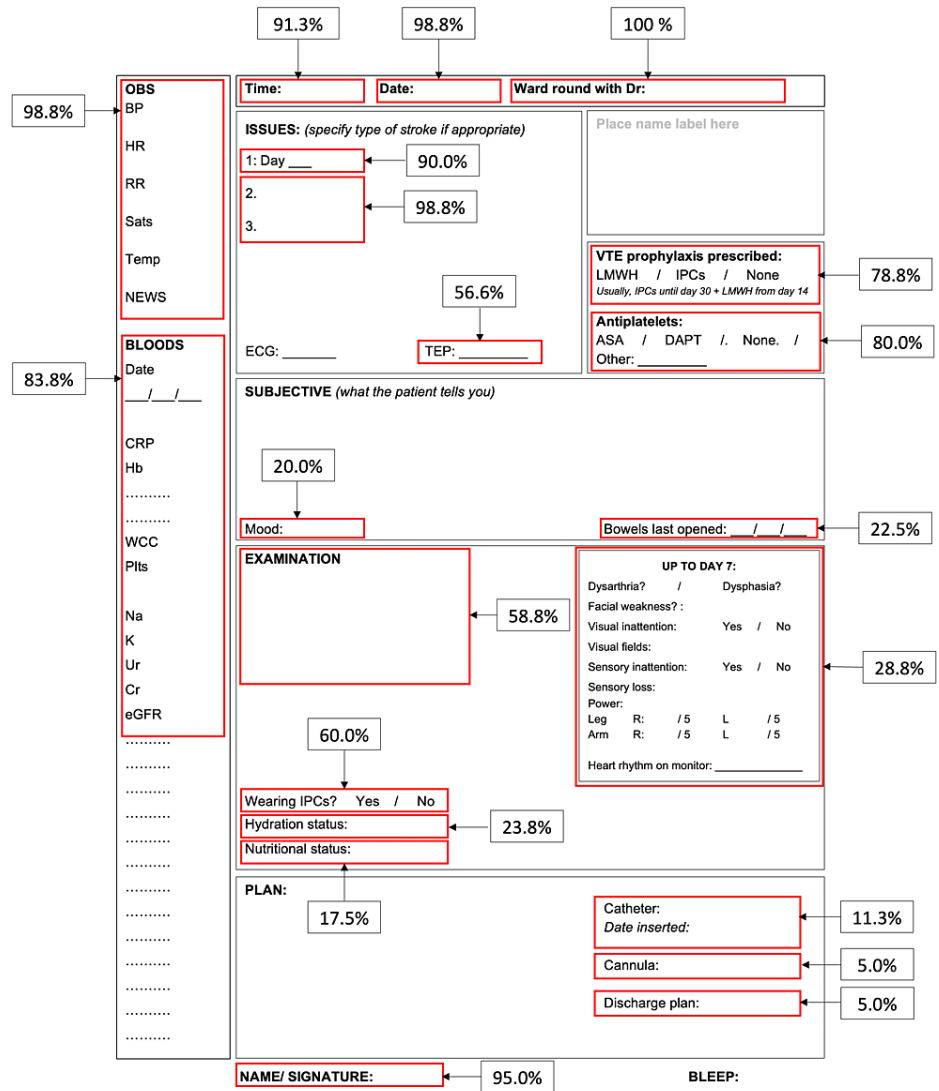 91.3%
98.8%
100 %
98.8%
OBS
BP
HR
RR
Sats
Temp
NEWS
83.8%
BLOODS
Date
___/___/___
CRP
Hb
..........
..........
WCC
Plts
Na
K
Ur
Cr
eGFR
..........
..........
..........
..........
..........
..........
..........
..........
..........
..........
..........
..........
..........
Time:
Date:
Ward round with Dr:
ISSUES: (specify type of stroke if appropriate)
1: Day ___
90.0%
2.
98.8%
3.
56.6%
ECG: ________
TEP: __________
Place name label here
VTE prophylaxis prescribed:
LMWH / IPCs / None
Usually, IPCs until day 30 + LMWH from day 14
78.8%
Antiplatelets:
ASA / DAPT /. None. /
Other: __________
80.0%
SUBJECTIVE (what the patient tells you)
20.0%
Mood:
Bowels last opened: ___/___/___
22.5%
EXAMINATION
58.8%
UP TO DAY 7:
Dysarthria? / Dysphasia?
Facial weakness? :
Visual inattention: Yes / No
Visual fields:
Sensory inattention: Yes / No
Sensory loss:
Power:
Leg R: / 5 L / 5
Arm R: / 5 L / 5
Heart rhythm on monitor: ______________
28.8%
60.0%
Wearing IPCs? Yes / No
Hydration status:
23.8%
Nutritional status:
17.5%
PLAN:
Catheter:
Date inserted:
11.3%
Cannula:
5.0%
Discharge plan:
5.0%
NAME/ SIGNATURE:
95.0%
BLEEP: